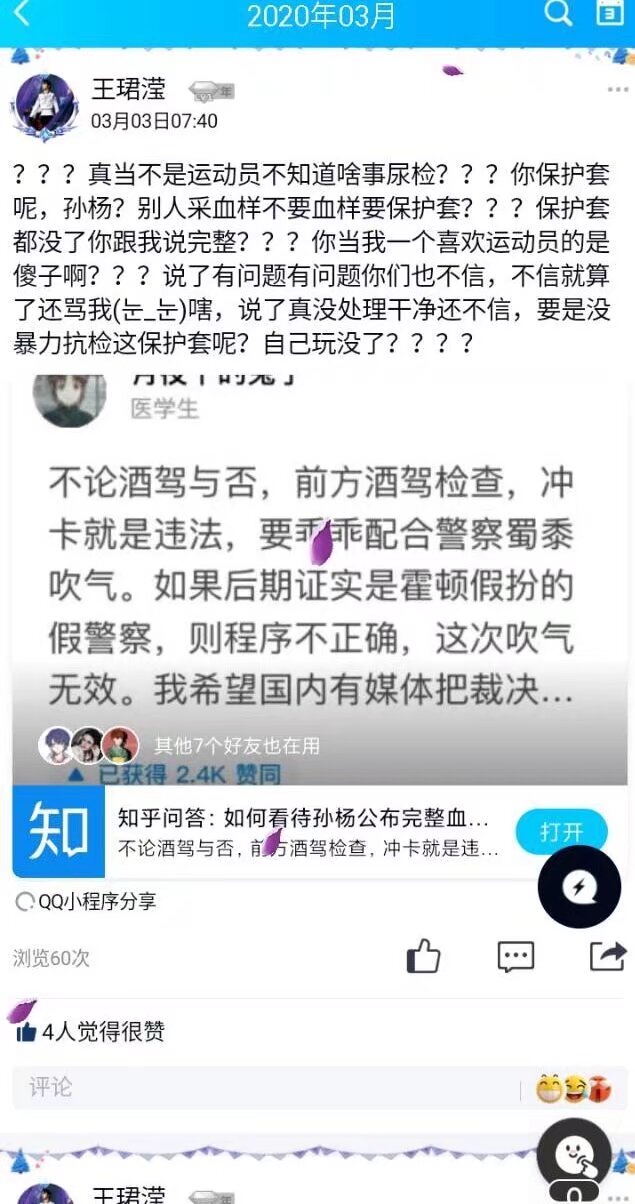 2020年03月
3
王珺滢
年
03月03日07:40
？？？真当不是运动员不知道啥事尿检？？？你保护套
呢，孙杨？别人采血样不要血样要保护套？？？保护套
都没了你跟我说完整？？？你当我一个喜欢运动员的是
傻子啊？？？说了有问题有问题你们也不信，不信就算
了还骂我(눈_눈)嗐，说了真没处理干净还不信，要是没
暴力抗检这保护套呢？自己玩没了？？？？
医学生
不论酒驾与否，前方酒驾检查，冲
卡就是违法，要乖乖配合警察蜀黍
吹气。如果后期证实是霍顿假扮的
假警察，则程序不正确，这次吹气
无效。我希望国内有媒体把裁决...
其他7个好友也在用
已获得 2.4K 赞同
知
知乎问答：如何看待孙杨公布完整血...
不论酒驾与否，前方酒驾检查，冲卡就是违...
打开
QQ小程序分享
浏览60次
4人觉得很赞
评论
王珺滢
年